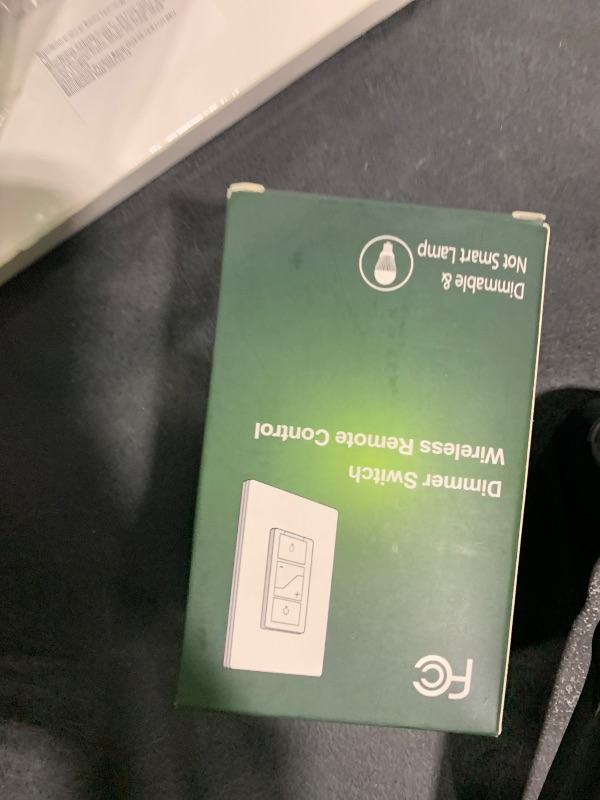 FC
Dimmer Switch
Wireless Remote Control
Dimmable &
Not Smart Lamp